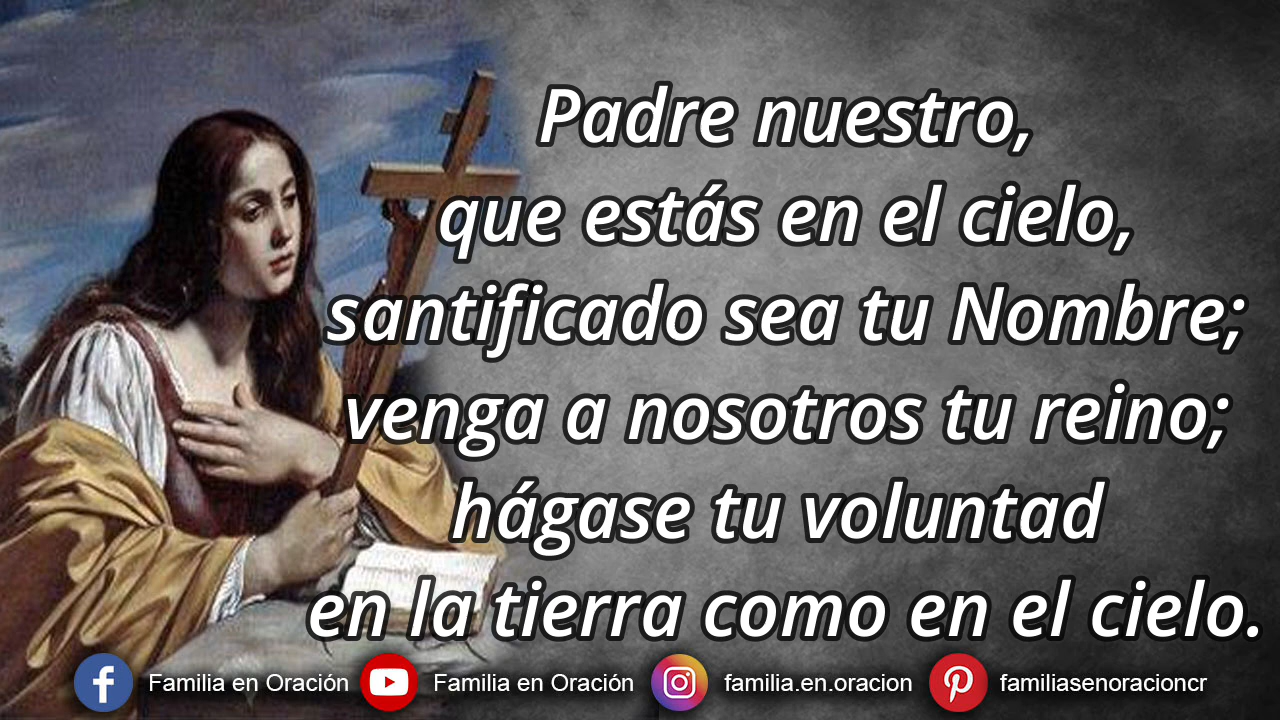 Padre nuestro,
que estás en el cielo,
santificado sea tu Nombre;
venga a nosotros tu reino;
hágase tu voluntad
en la tierra como en el cielo.
Familia en Oración Familia en Oración familia.en.oracion familiasenoracioncr